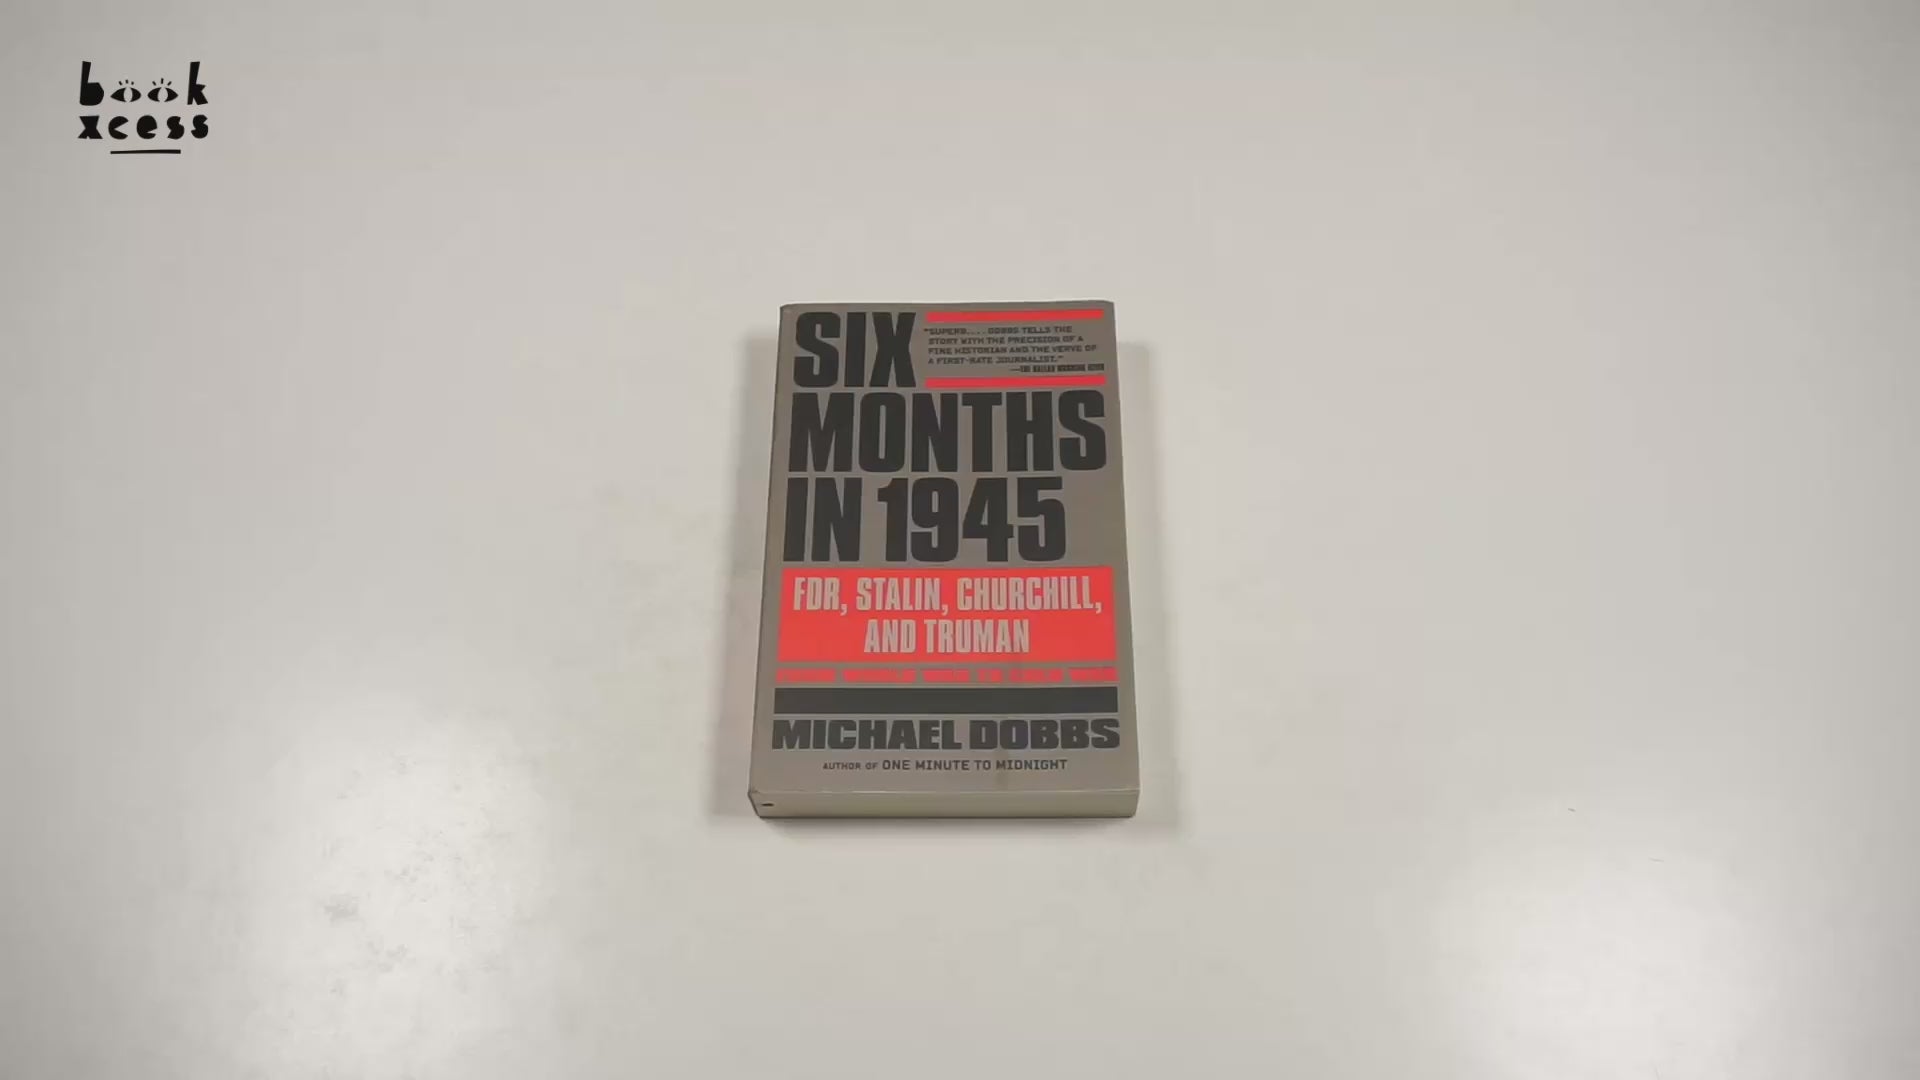 book
xcess
SIX
"SUPERB.... DOBBS TELLS THE
STORY WITH THE PRECISION OF A
FINE HISTORIAN AND THE VERVE OF
A FIRST-RATE JOURNALIST."
MONTHS
IN 1945
FDR, STALIN, CHURCHILL,
AND TRUMAN
MICHAEL DOBBS
AUTHOR OF ONE MINUTE TO MIDNIGHT